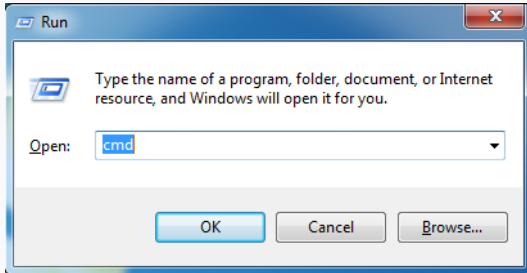 Run
Type the name of a program, folder, document, or Internet
resource, and Windows will open it for you.
Open: cmd
OK Cancel Browse...